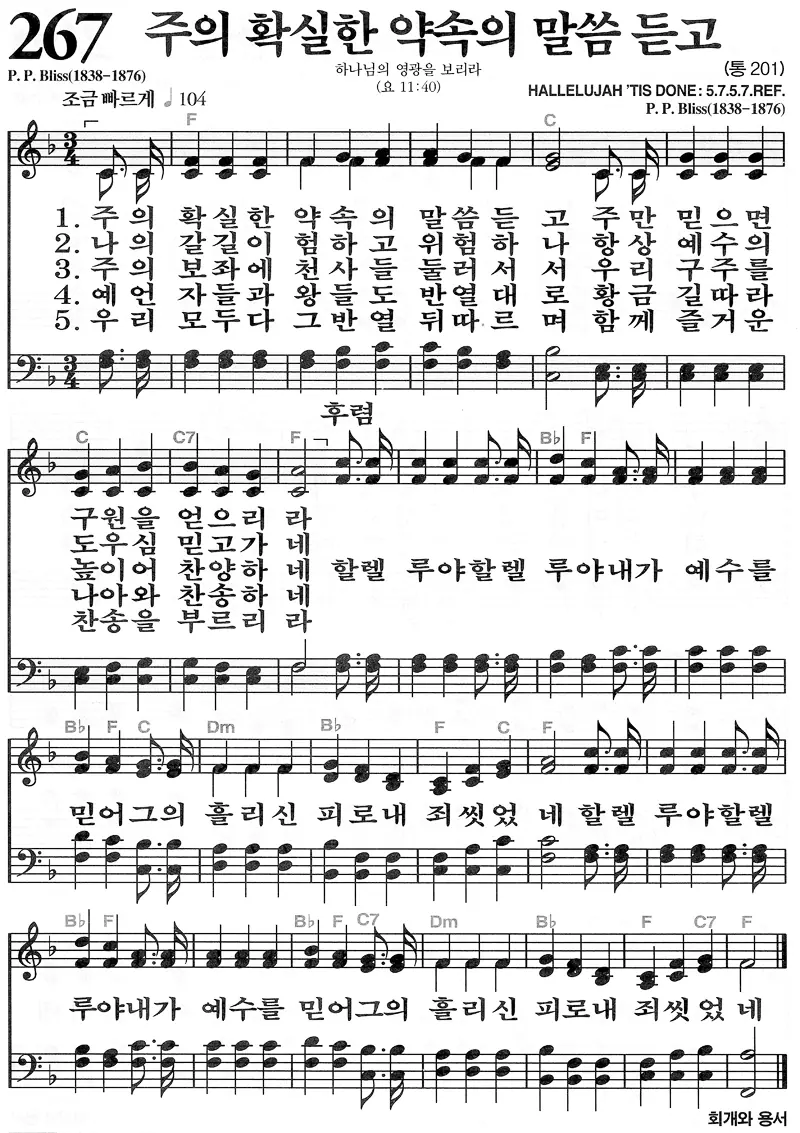 267 주의 확실한 약속의 말씀 듣고
P. P. Bliss(1838-1876)
하나님의 영광을 보리라
(요 11:40)
(통 201)
HALLELUJAH 'TIS DONE: 5.7.5.7.REF.
P. P. Bliss(1838-1876)
조금 빠르게 ♩ 104
F C
3/4
1. 주의 확실한 약속의 말씀 듣고 주만 믿으면
2. 나의 갈길이 험하고 위험하나 항상 예수의
3. 주의 보좌에 천사들 둘러서서 우리 구주를
4. 예언자들과 왕들도 반열대로 황금길따라
5. 우리 모두다 그반열 뒤따르며 함께 즐거운
3/4
후렴
C C7 F B♭ F
구원을 얻으리라
도우심 믿고가네
높이어 찬양하네 할렐루야할렐루야내가 예수를
나아와 찬송하네
찬송을 부르리라
B♭ F C Dm B♭ F C F
믿어그의 흘리신 피로내 죄씻었네 할렐루야할렐
B♭ F B♭ F C7 Dm B♭ F C7 F
루야내가 예수를 믿어그의 흘리신 피로내 죄씻었네
회개와 용서